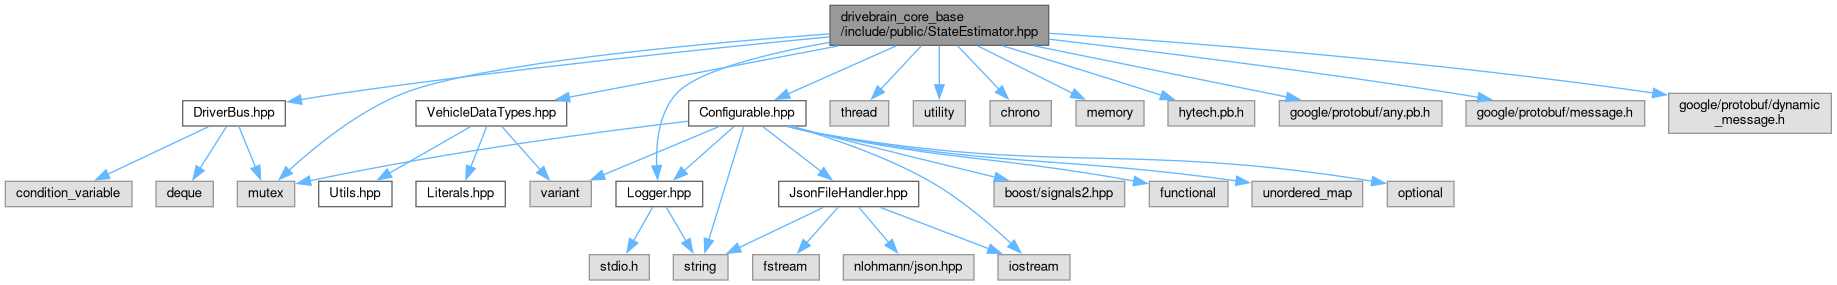 drivebrain_core_base
/include/public/StateEstimator.hpp
DriverBus.hpp
VehicleDataTypes.hpp
Configurable.hpp
thread
utility
chrono
memory
hytech.pb.h
google/protobuf/any.pb.h
google/protobuf/message.h
google/protobuf/dynamic
_message.h
condition_variable
deque
mutex
Utils.hpp
Literals.hpp
variant
Logger.hpp
JsonFileHandler.hpp
boost/signals2.hpp
functional
unordered_map
optional
stdio.h
string
fstream
nlohmann/json.hpp
iostream